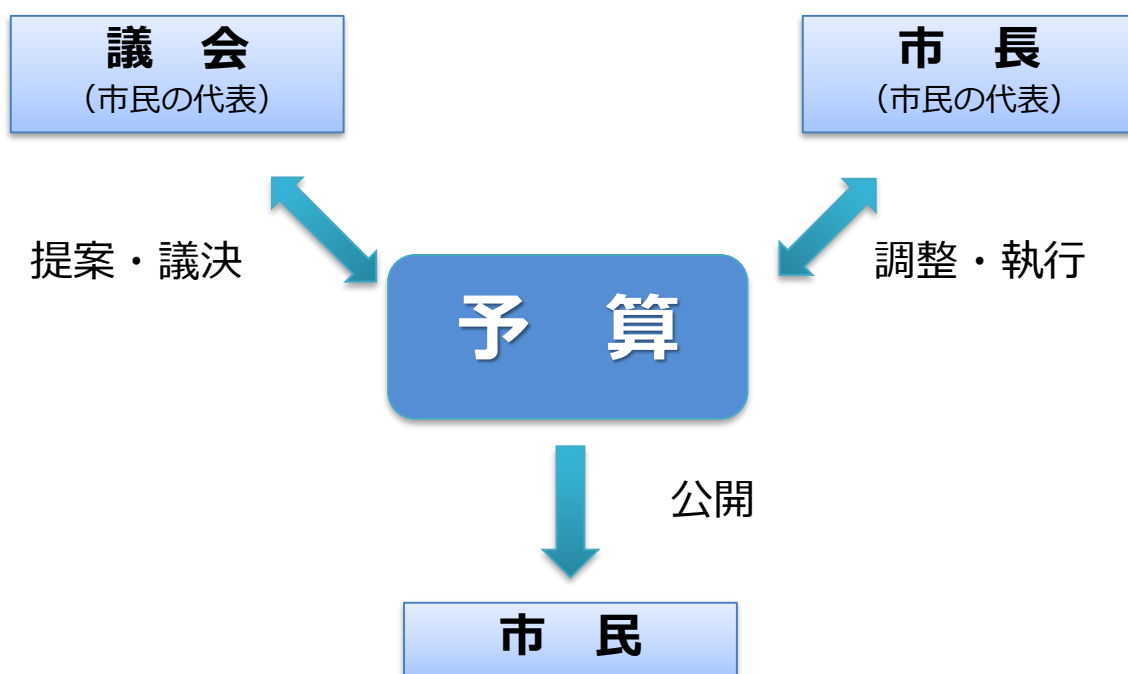 議　会
（市民の代表）
市　長
（市民の代表）
提案・議決
調整・執行
予　算
公開
市　民